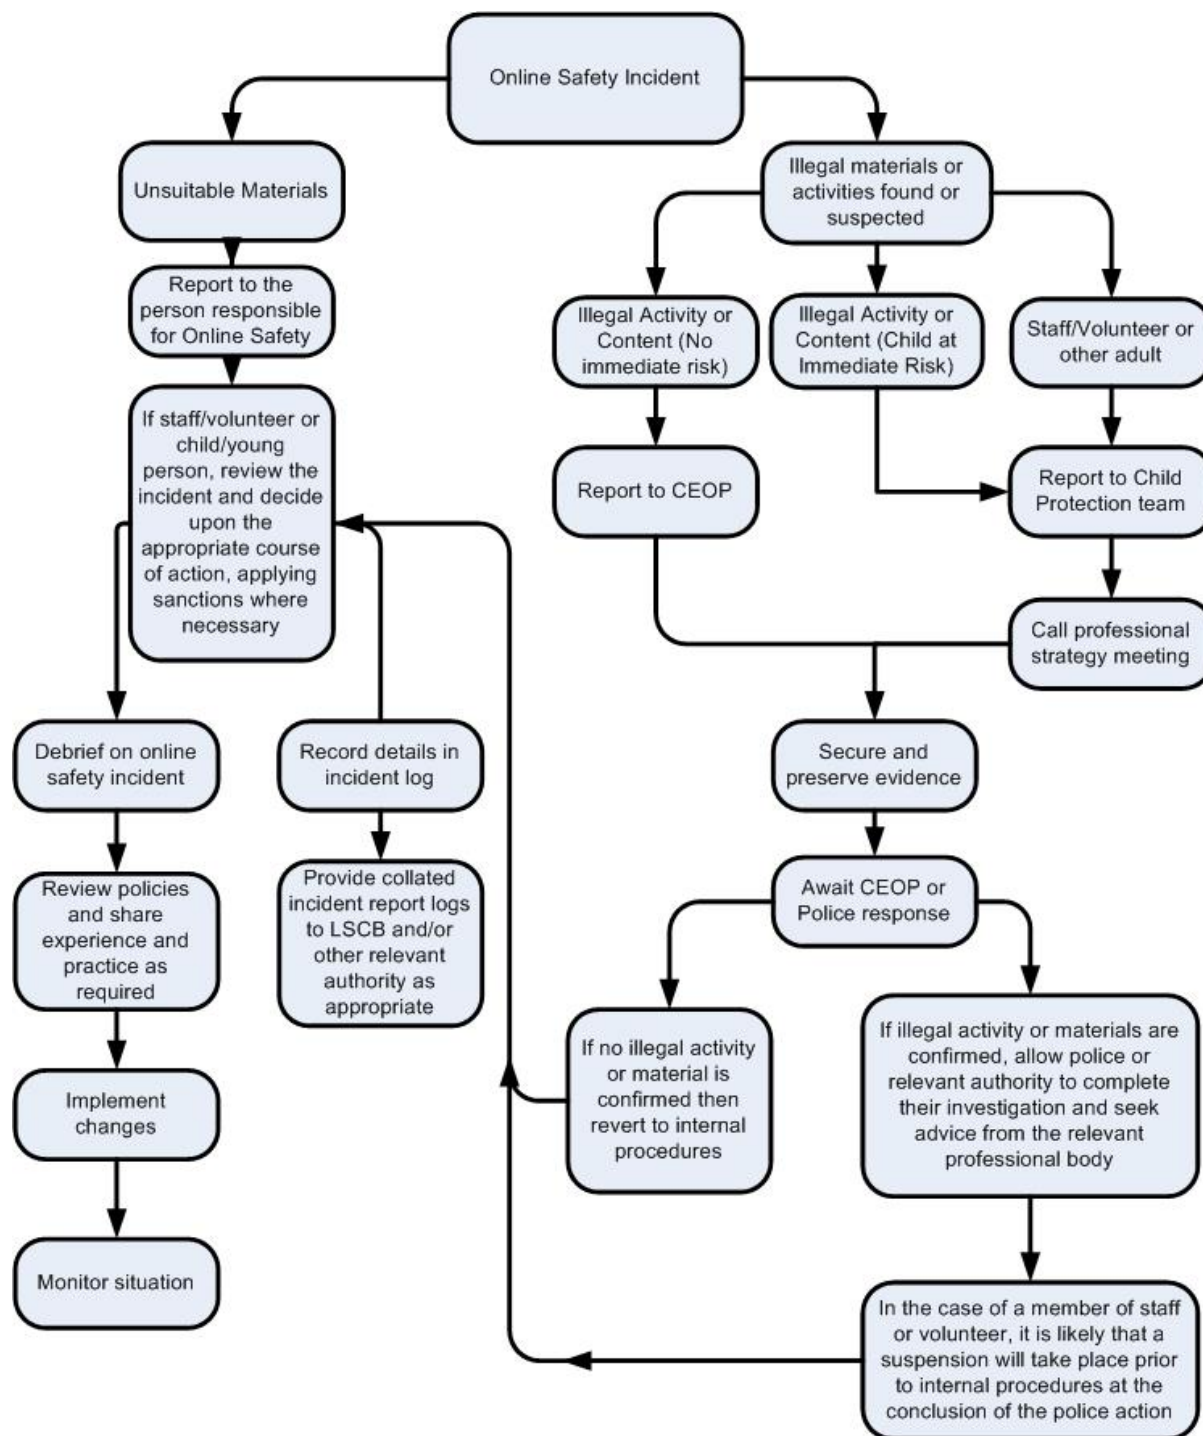 Online Safety Incident
Unsuitable Materials
Report to the
person responsible
for Online Safety
If staff/volunteer or
child/young
person, review the
incident and decide
upon the
appropriate course
of action, applying
sanctions where
necessary
Debrief on online
safety incident
Review policies
and share
experience and
practice as
required
Implement
changes
Monitor situation
Record details in
incident log
Provide collated
incident report logs
to LSCB and/or
other relevant
authority as
appropriate
Illegal materials or
activities found or
suspected
Illegal Activity or
Content (No
immediate risk)
Illegal Activity or
Content (Child at
Immediate Risk)
Staff/Volunteer or
other adult
Report to CEOP
Report to Child
Protection team
Call professional
strategy meeting
Secure and
preserve evidence
Await CEOP or
Police response
If no illegal activity
or material is
confirmed then
revert to internal
procedures
If illegal activity or materials are
confirmed, allow police or
relevant authority to complete
their investigation and seek
advice from the relevant
professional body
In the case of a member of staff
or volunteer, it is likely that a
suspension will take place prior
to internal procedures at the
conclusion of the police action